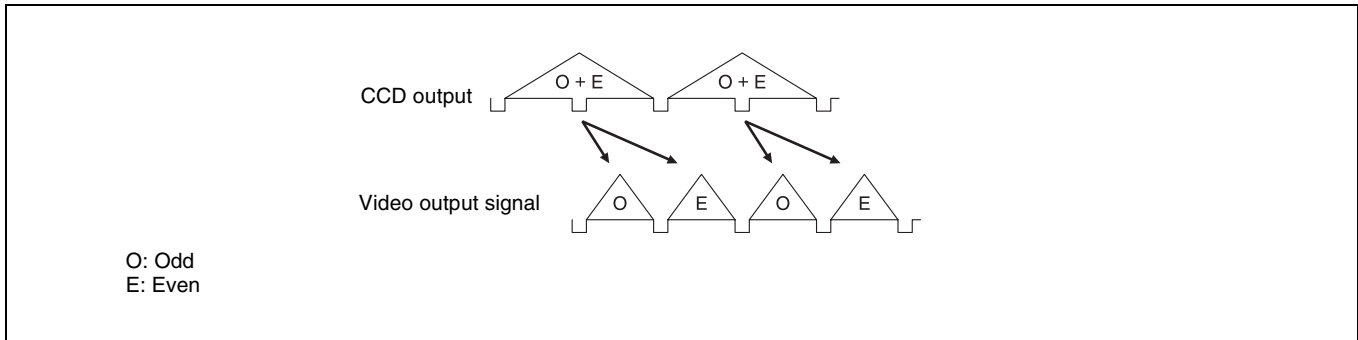 O + E
O + E
CCD output
Video output signal
O
E
O
E
O: Odd
E: Even